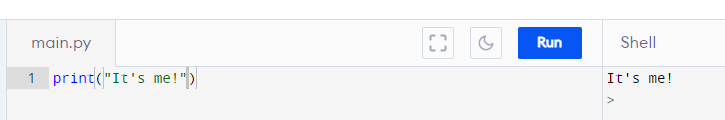 main.py Run Shell
1 print("It's me!") It's me!
>